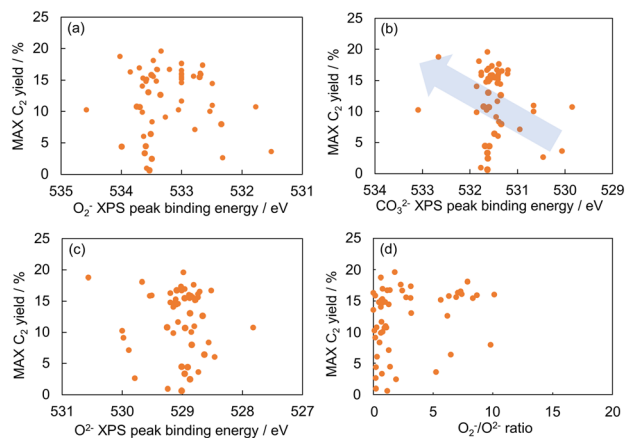 (a)
MAX C₂ yield / %
25
20
15
10
5
0
535 534 533 532 531
O₂⁻ XPS peak binding energy / eV
(b)
MAX C₂ yield / %
25
20
15
10
5
0
534 533 532 531 530 529
CO₃²⁻ XPS peak binding energy / eV
(c)
MAX C₂ yield / %
25
20
15
10
5
0
531 530 529 528 527
O²⁻ XPS peak binding energy / eV
(d)
MAX C₂ yield / %
25
20
15
10
5
0
0 5 10 15 20
O₂⁻/O²⁻ ratio